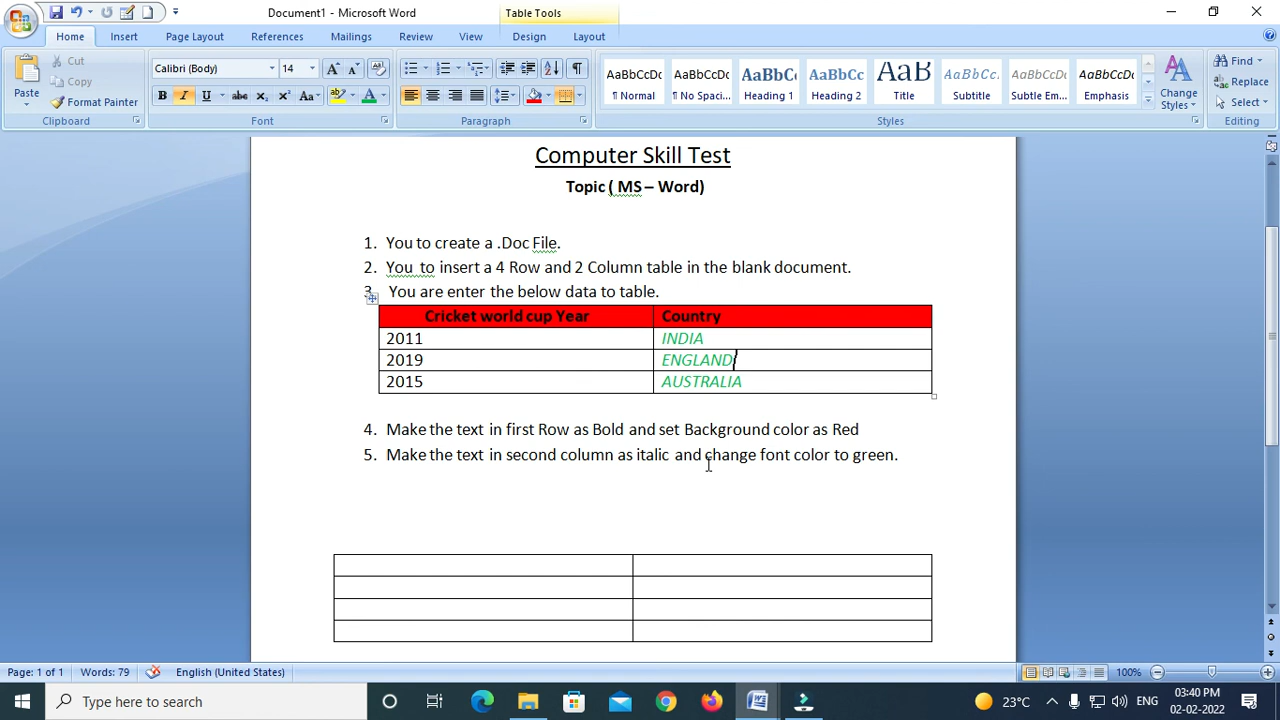 Document1 - Microsoft Word
Table Tools
Home Insert Page Layout References Mailings Review View Design Layout
Paste
Cut
Copy
Format Painter
Clipboard
Calibri (Body) 14
Font
Paragraph
AaBbCcDc AaBbCcDc AaBbCc AaBbCc AaB AaBbCc. AaBbCcDc AaBbCcDc
¶ Normal ¶ No Spaci... Heading 1 Heading 2 Title Subtitle Subtle Em... Emphasis
Change Styles
Styles
Find
Replace
Select
Editing
Computer Skill Test
Topic ( MS – Word)
1. You to create a .Doc File.
2. You to insert a 4 Row and 2 Column table in the blank document.
3. You are enter the below data to table.
Cricket world cup Year Country
2011 INDIA
2019 ENGLAND
2015 AUSTRALIA
4. Make the text in first Row as Bold and set Background color as Red
5. Make the text in second column as italic and change font color to green.
Page: 1 of 1 Words: 79 English (United States) 100%
Type here to search
23°C ENG
03:40 PM
02-02-2022